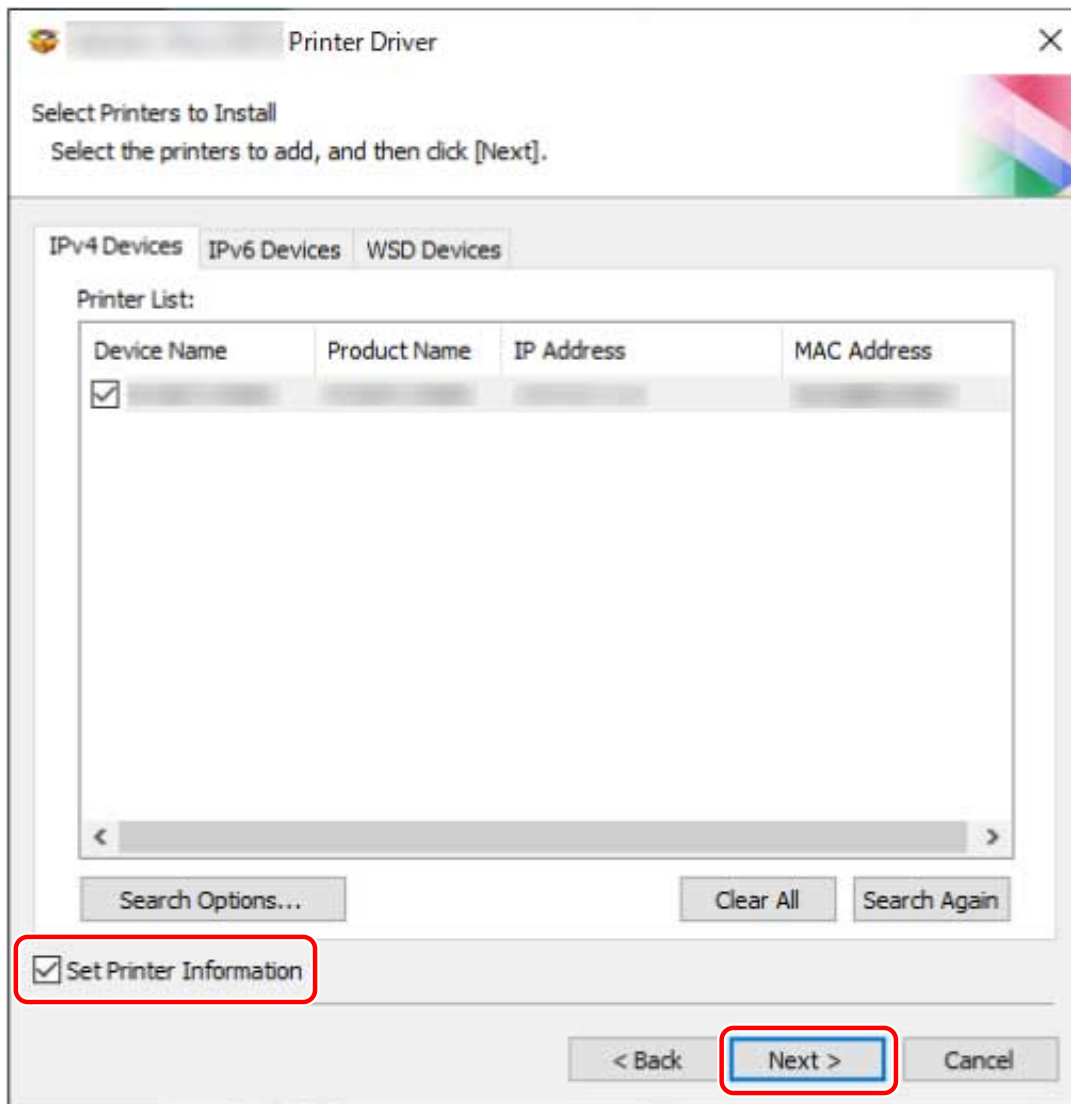 Printer Driver
Select Printers to Install
Select the printers to add, and then click [Next].
IPv4 Devices IPv6 Devices WSD Devices
Printer List:
Device Name Product Name IP Address MAC Address
Search Options... Clear All Search Again
Set Printer Information
< Back Next > Cancel